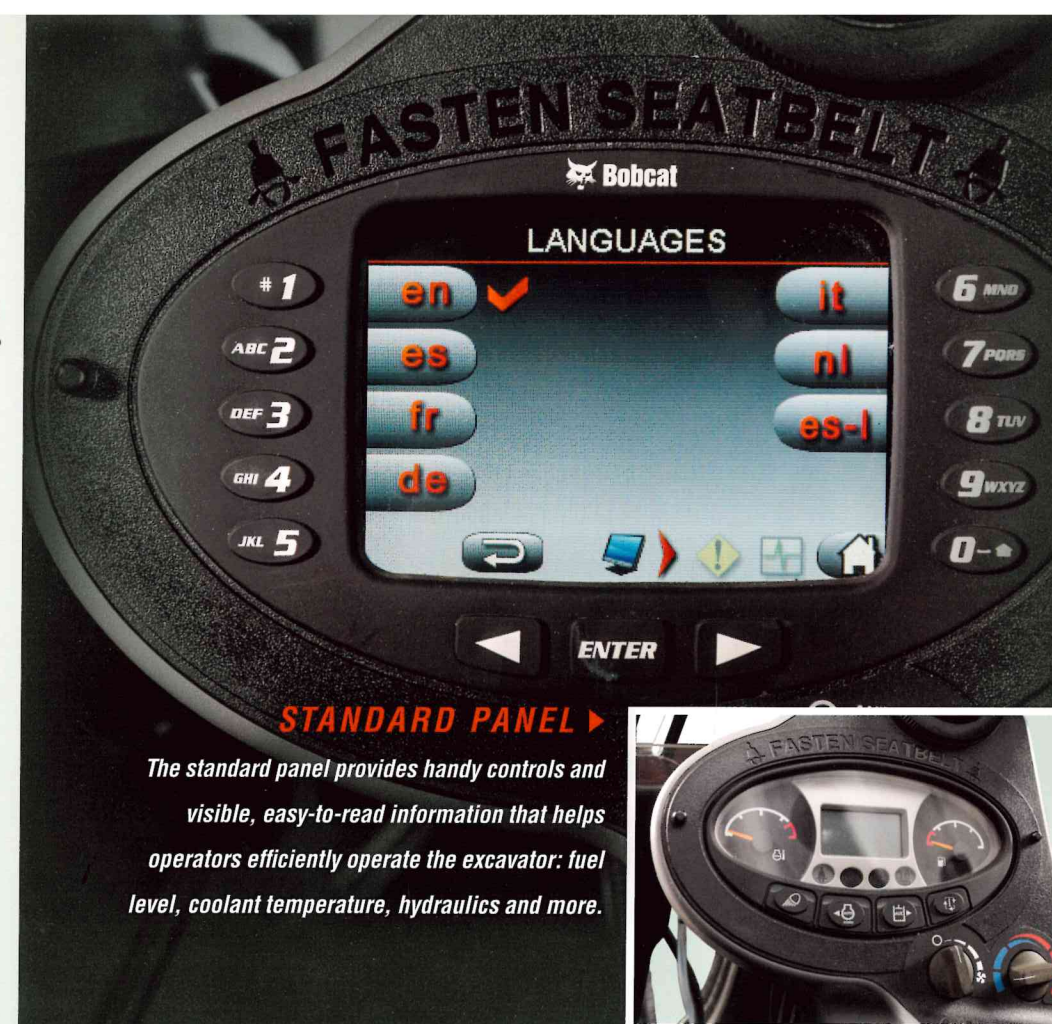 FASTEN SEATBELT
Bobcat
LANGUAGES
# 1
ABC 2
DEF 3
GHI 4
JKL 5
en
es
fr
de
it
nl
es-l
6 MNO
7 PQRS
8 TUV
9 WXYZ
0
ENTER
STANDARD PANEL
The standard panel provides handy controls and
visible, easy-to-read information that helps
operators efficiently operate the excavator: fuel
level, coolant temperature, hydraulics and more.
FASTEN SEATBELT